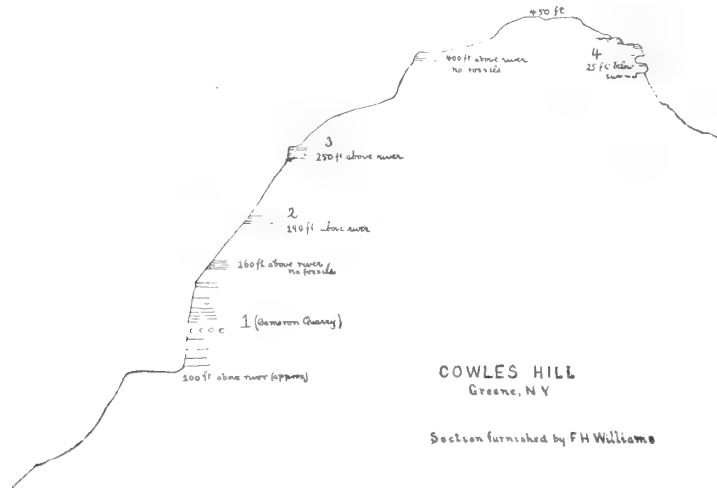 450 ft
400 ft above river
no fossils
4
25 ft below
summit
3
250 ft above river
2
190 ft above river
160 ft above river
no fossils
1 (Cameron Quarry)
100 ft above river (approx)
COWLES HILL
Greene, NY
Section furnished by F H Williams